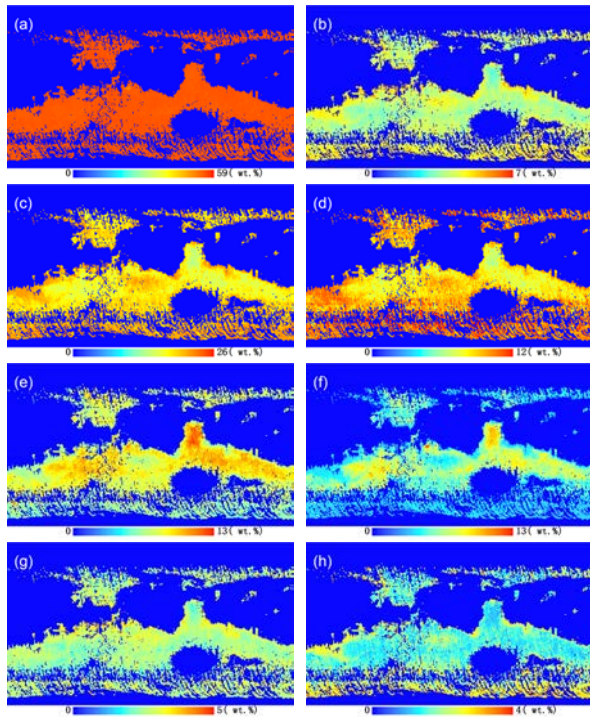 (a) (b)
0 59( wt.%) 0 7( wt.%)
(c) (d)
0 26( wt.%) 0 12( wt.%)
(e) (f)
0 13( wt.%) 0 13( wt.%)
(g) (h)
0 5( wt.%) 0 4( wt.%)